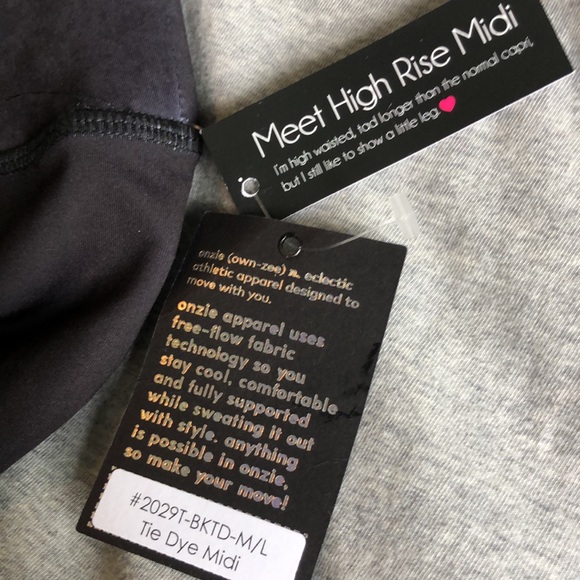 Meet High Rise Midi
I'm high waisted, tad longer than the normal capri,
but I still like to show a little leg.
onzie (own-zee) n. eclectic
athletic apparel designed to
move with you.
onzie apparel uses
free-flow fabric
technology so you
stay cool, comfortable
and fully supported
while sweating it out
with style. anything
is possible in onzie,
so make your move!
#2029T-BKTD-M/L
Tie Dye Midi